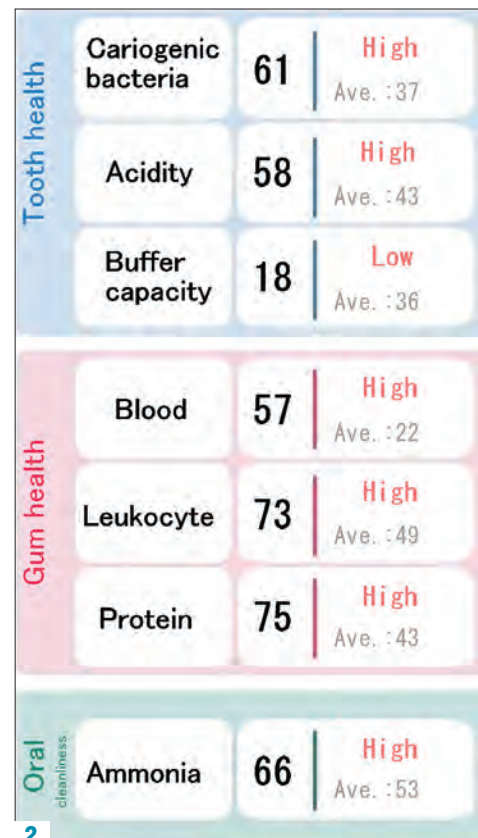 Tooth health
Cariogenic
bacteria
61
High
Ave. :37
Acidity
58
High
Ave. :43
Buffer
capacity
18
Low
Ave. :36
Gum health
Blood
57
High
Ave. :22
Leukocyte
73
High
Ave. :49
Protein
75
High
Ave. :43
Oral
cleanliness
Ammonia
66
High
Ave. :53
2